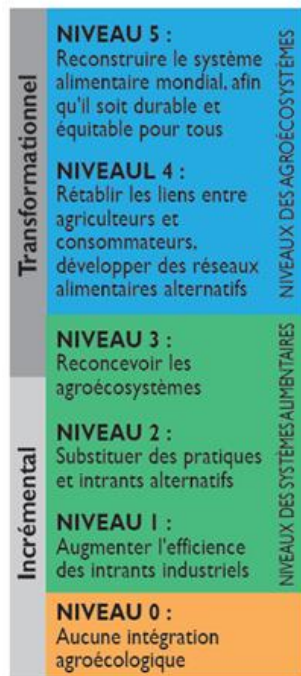 NIVEAU 5 :
Reconstruire le système
alimentaire mondial, afin
qu'il soit durable et
équitable pour tous
NIVEAUL 4 :
Rétablir les liens entre
agriculteurs et
consommateurs,
développer des réseaux
alimentaires alternatifs
NIVEAU 3 :
Reconcevoir les
agroécosystèmes
NIVEAU 2 :
Substituer des pratiques
et intrants alternatifs
NIVEAU I :
Augmenter l'efficience
des intrants industriels
NIVEAU 0 :
Aucune intégration
agroécologique
Transformationnel
Incrémental
NIVEAUX DES AGROÉCOSYSTÈMES
NIVEAUX DES SYSTÈMES ALIMENTAIRES